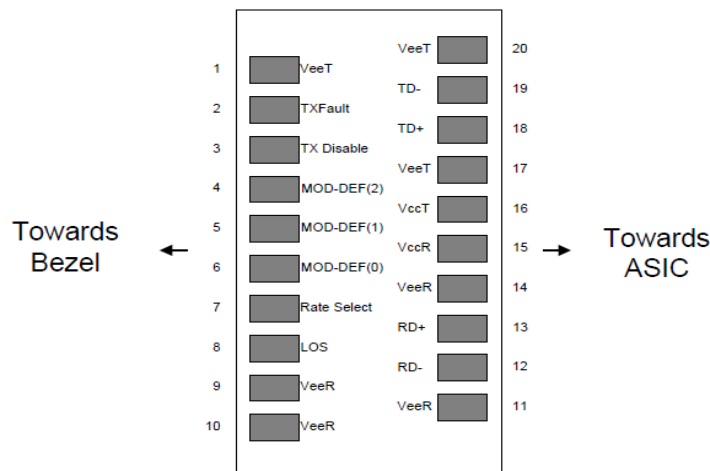 VeeT 20
1 VeeT
TD- 19
2 TXFault
TD+ 18
3 TX Disable
VeeT 17
4 MOD-DEF(2)
VccT 16
5 MOD-DEF(1)
VccR 15
6 MOD-DEF(0)
VeeR 14
7 Rate Select
RD+ 13
8 LOS
RD- 12
9 VeeR
VeeR 11
10 VeeR
Towards
Bezel
Towards
ASIC